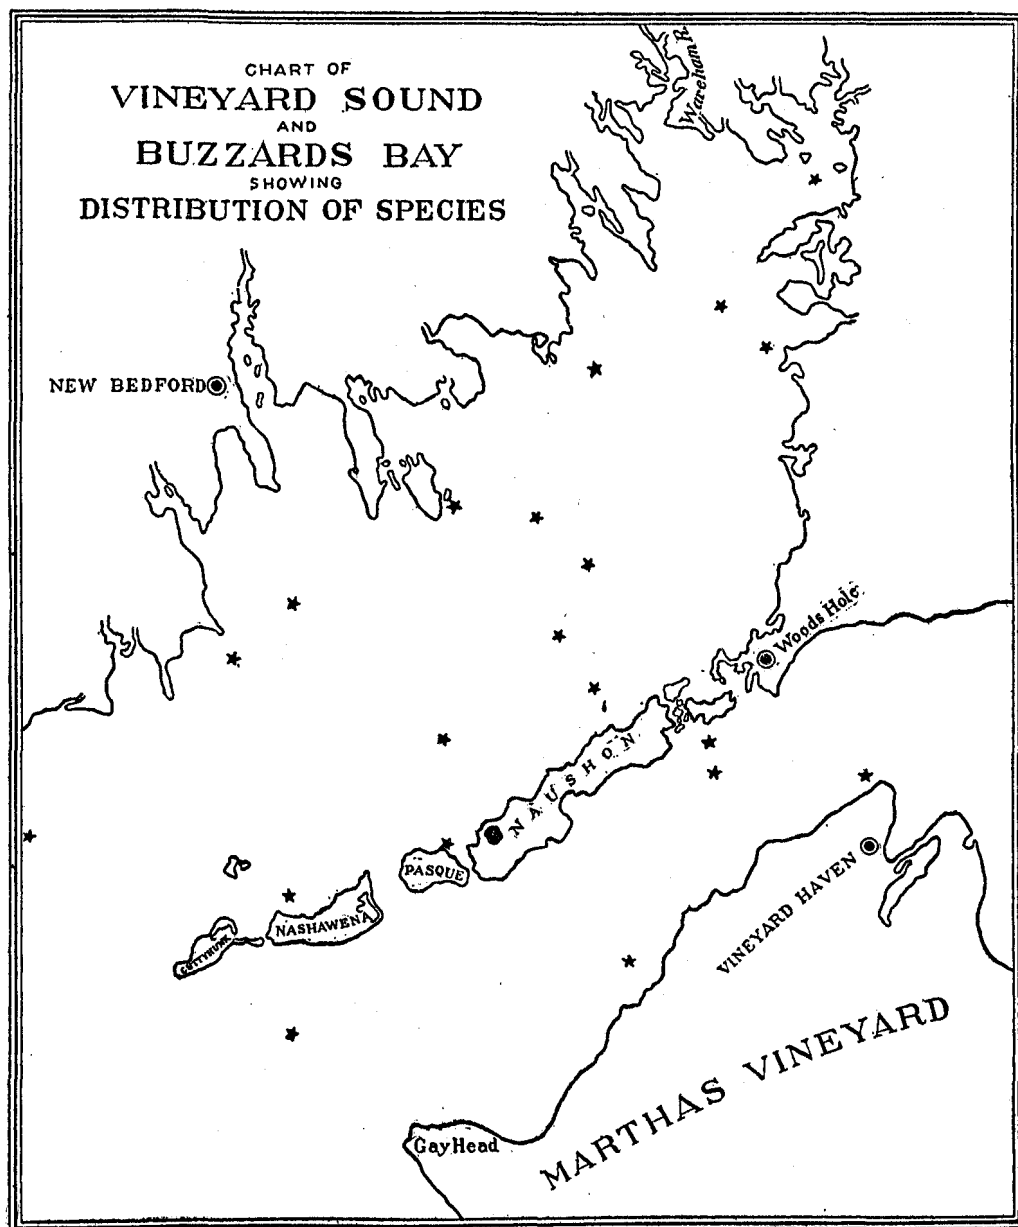 CHART OF
VINEYARD SOUND
AND
BUZZARDS BAY
SHOWING
DISTRIBUTION OF SPECIES
Wareham R.
NEW BEDFORD
Woods Hole
NAUSHON
PASQUE
NASHAWENA
CUTTYHUNK
VINEYARD HAVEN
MARTHAS VINEYARD
Gay Head